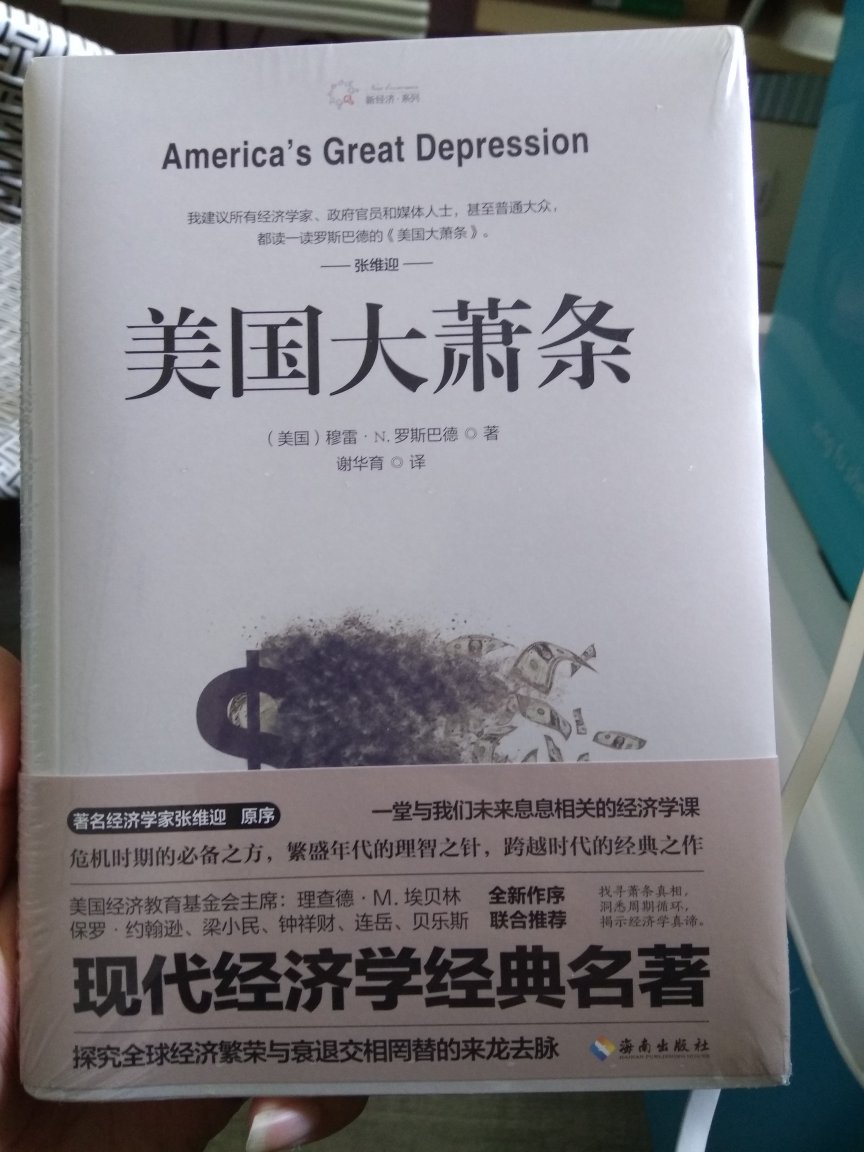 新经济·系列
America's Great Depression
我建议所有经济学家、政府官员和媒体人士，甚至普通大众，
都读一读罗斯巴德的《美国大萧条》。
—— 张维迎 ——
美国大萧条
（美国）穆雷·N.罗斯巴德 ◎ 著
谢华育 ◎ 译
著名经济学家张维迎 原序
一堂与我们未来息息相关的经济学课
危机时期的必备之方，繁盛年代的理智之针，跨越时代的经典之作
美国经济教育基金会主席：理查德·M.埃贝林 全新作序
保罗·约翰逊、梁小民、钟祥财、连岳、贝乐斯 联合推荐
找寻萧条真相，
洞悉周期循环，
揭示经济学真谛。
现代经济学经典名著
探究全球经济繁荣与衰退交相罔替的来龙去脉
海南出版社
HAINAN PUBLISHING HOUSE